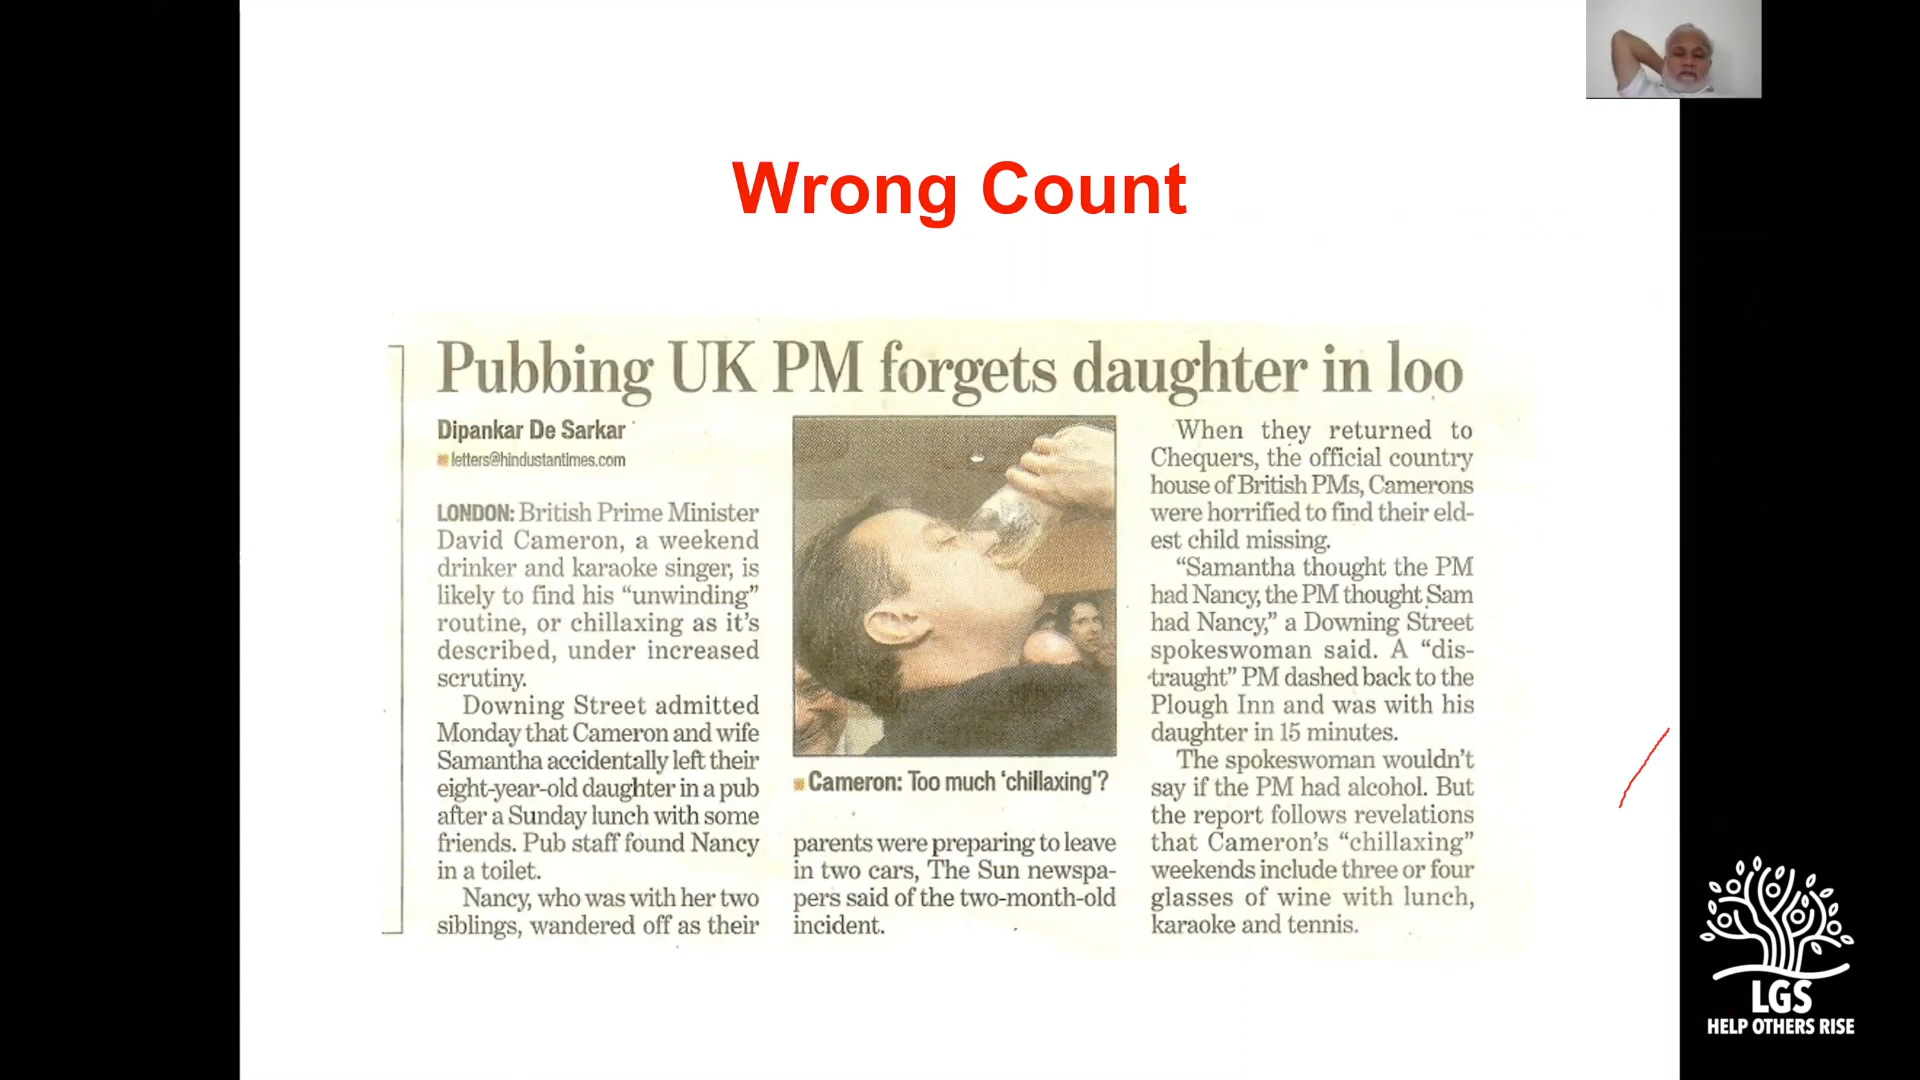 Wrong Count
Pubbing UK PM forgets daughter in loo
Dipankar De Sarkar
letters@hindustantimes.com
LONDON: British Prime Minister
David Cameron, a weekend
drinker and karaoke singer, is
likely to find his “unwinding”
routine, or chillaxing as it’s
described, under increased
scrutiny.
Downing Street admitted
Monday that Cameron and wife
Samantha accidentally left their
eight-year-old daughter in a pub
after a Sunday lunch with some
friends. Pub staff found Nancy
in a toilet.
Nancy, who was with her two
siblings, wandered off as their
Cameron: Too much ‘chillaxing’?
parents were preparing to leave
in two cars, The Sun newspa-
pers said of the two-month-old
incident.
When they returned to
Chequers, the official country
house of British PMs, Camerons
were horrified to find their eld-
est child missing.
“Samantha thought the PM
had Nancy, the PM thought Sam
had Nancy,” a Downing Street
spokeswoman said. A “dis-
traught” PM dashed back to the
Plough Inn and was with his
daughter in 15 minutes.
The spokeswoman wouldn’t
say if the PM had alcohol. But
the report follows revelations
that Cameron’s “chillaxing”
weekends include three or four
glasses of wine with lunch,
karaoke and tennis.
LGS
HELP OTHERS RISE